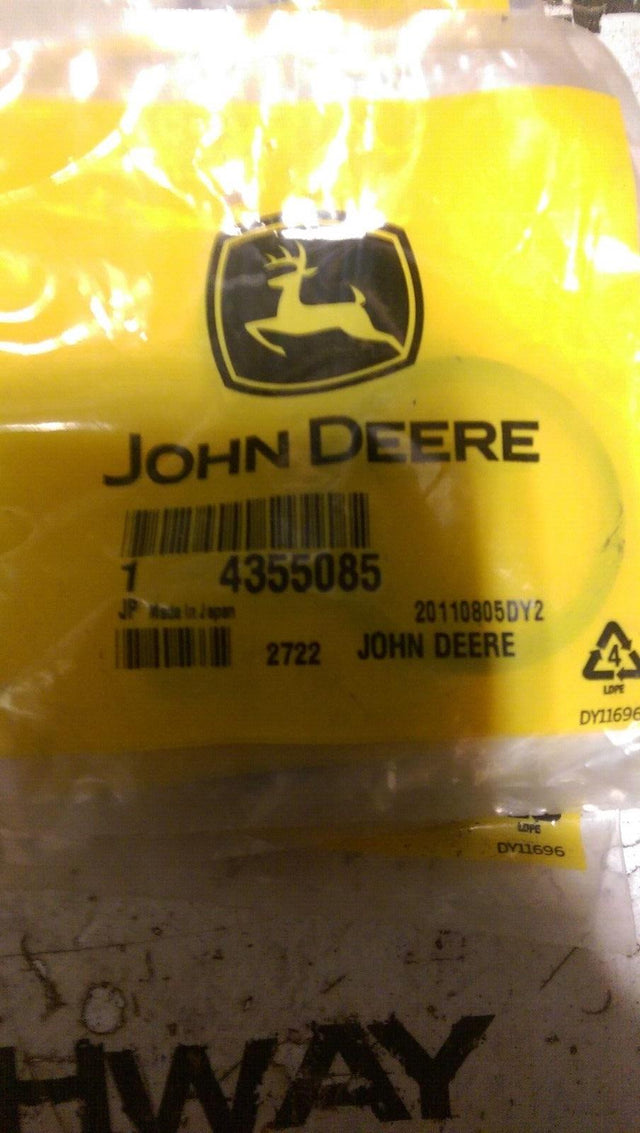 JOHN DEERE
1 4355085
JP Made in Japan
20110805DY2
2722 JOHN DEERE
4
LDPE
DY11696
LDPE
DY11696
HWAY